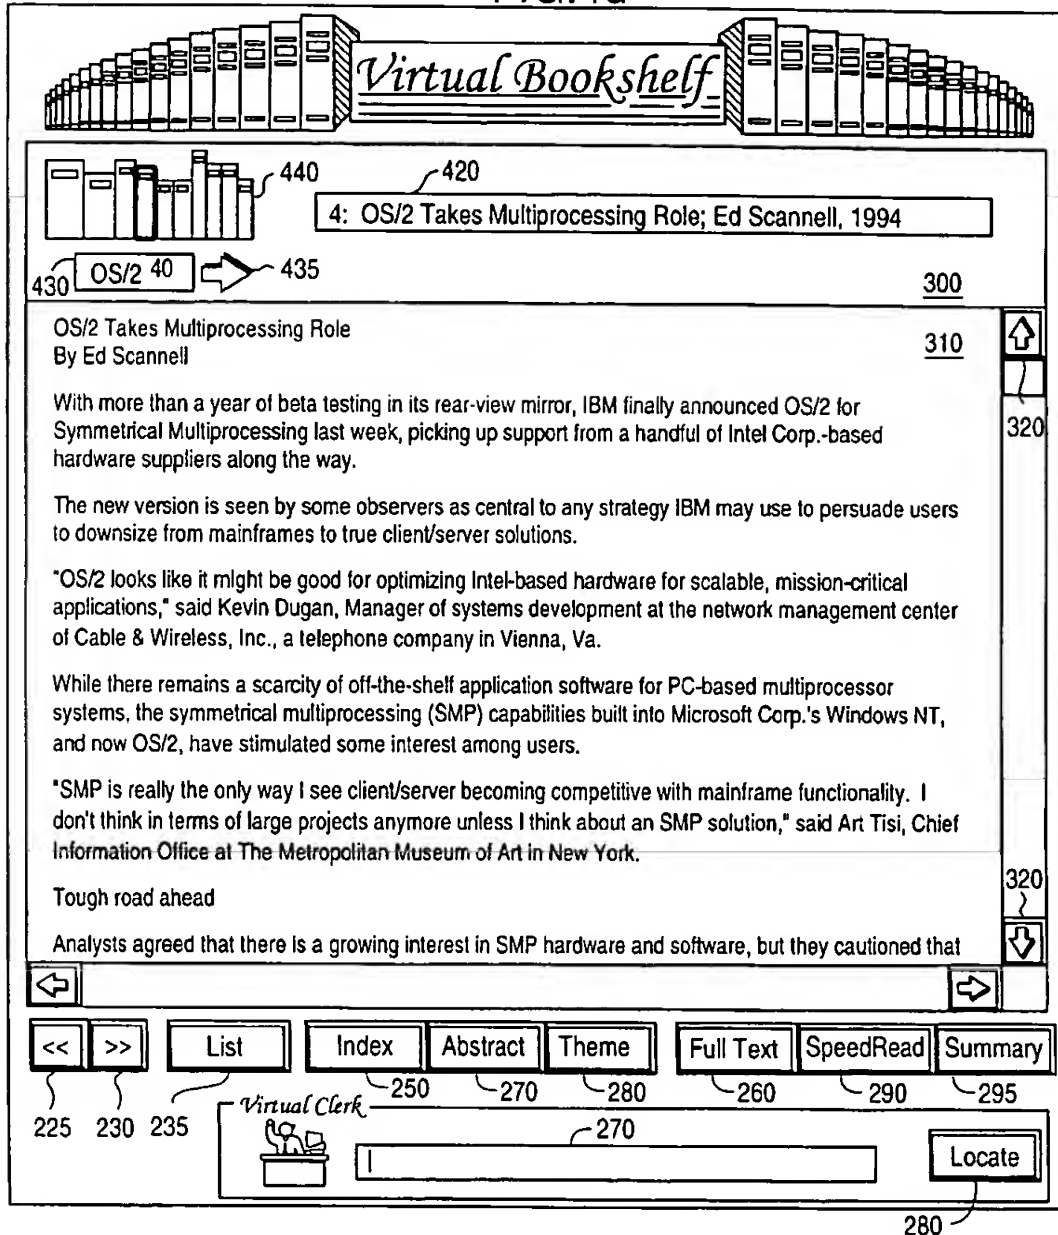 Virtual Bookshelf
440
420
4: OS/2 Takes Multiprocessing Role; Ed Scannell, 1994
430 OS/2 40 435
300
OS/2 Takes Multiprocessing Role
310
By Ed Scannell
With more than a year of beta testing in its rear-view mirror, IBM finally announced OS/2 for
Symmetrical Multiprocessing last week, picking up support from a handful of Intel Corp.-based
320
hardware suppliers along the way.
The new version is seen by some observers as central to any strategy IBM may use to persuade users
to downsize from mainframes to true client/server solutions.
"OS/2 looks like it might be good for optimizing Intel-based hardware for scalable, mission-critical
applications," said Kevin Dugan, Manager of systems development at the network management center
of Cable & Wireless, Inc., a telephone company in Vienna, Va.
While there remains a scarcity of off-the-shelf application software for PC-based multiprocessor
systems, the symmetrical multiprocessing (SMP) capabilities built into Microsoft Corp.'s Windows NT,
and now OS/2, have stimulated some interest among users.
"SMP is really the only way I see client/server becoming competitive with mainframe functionality. I
don't think in terms of large projects anymore unless I think about an SMP solution," said Art Tisi, Chief
Information Office at The Metropolitan Museum of Art in New York.
320
Tough road ahead
Analysts agreed that there is a growing interest in SMP hardware and software, but they cautioned that
<< >> List Index Abstract Theme Full Text SpeedRead Summary
250 270 280 260 290 295
225 230 235
Virtual Clerk
270
Locate
280